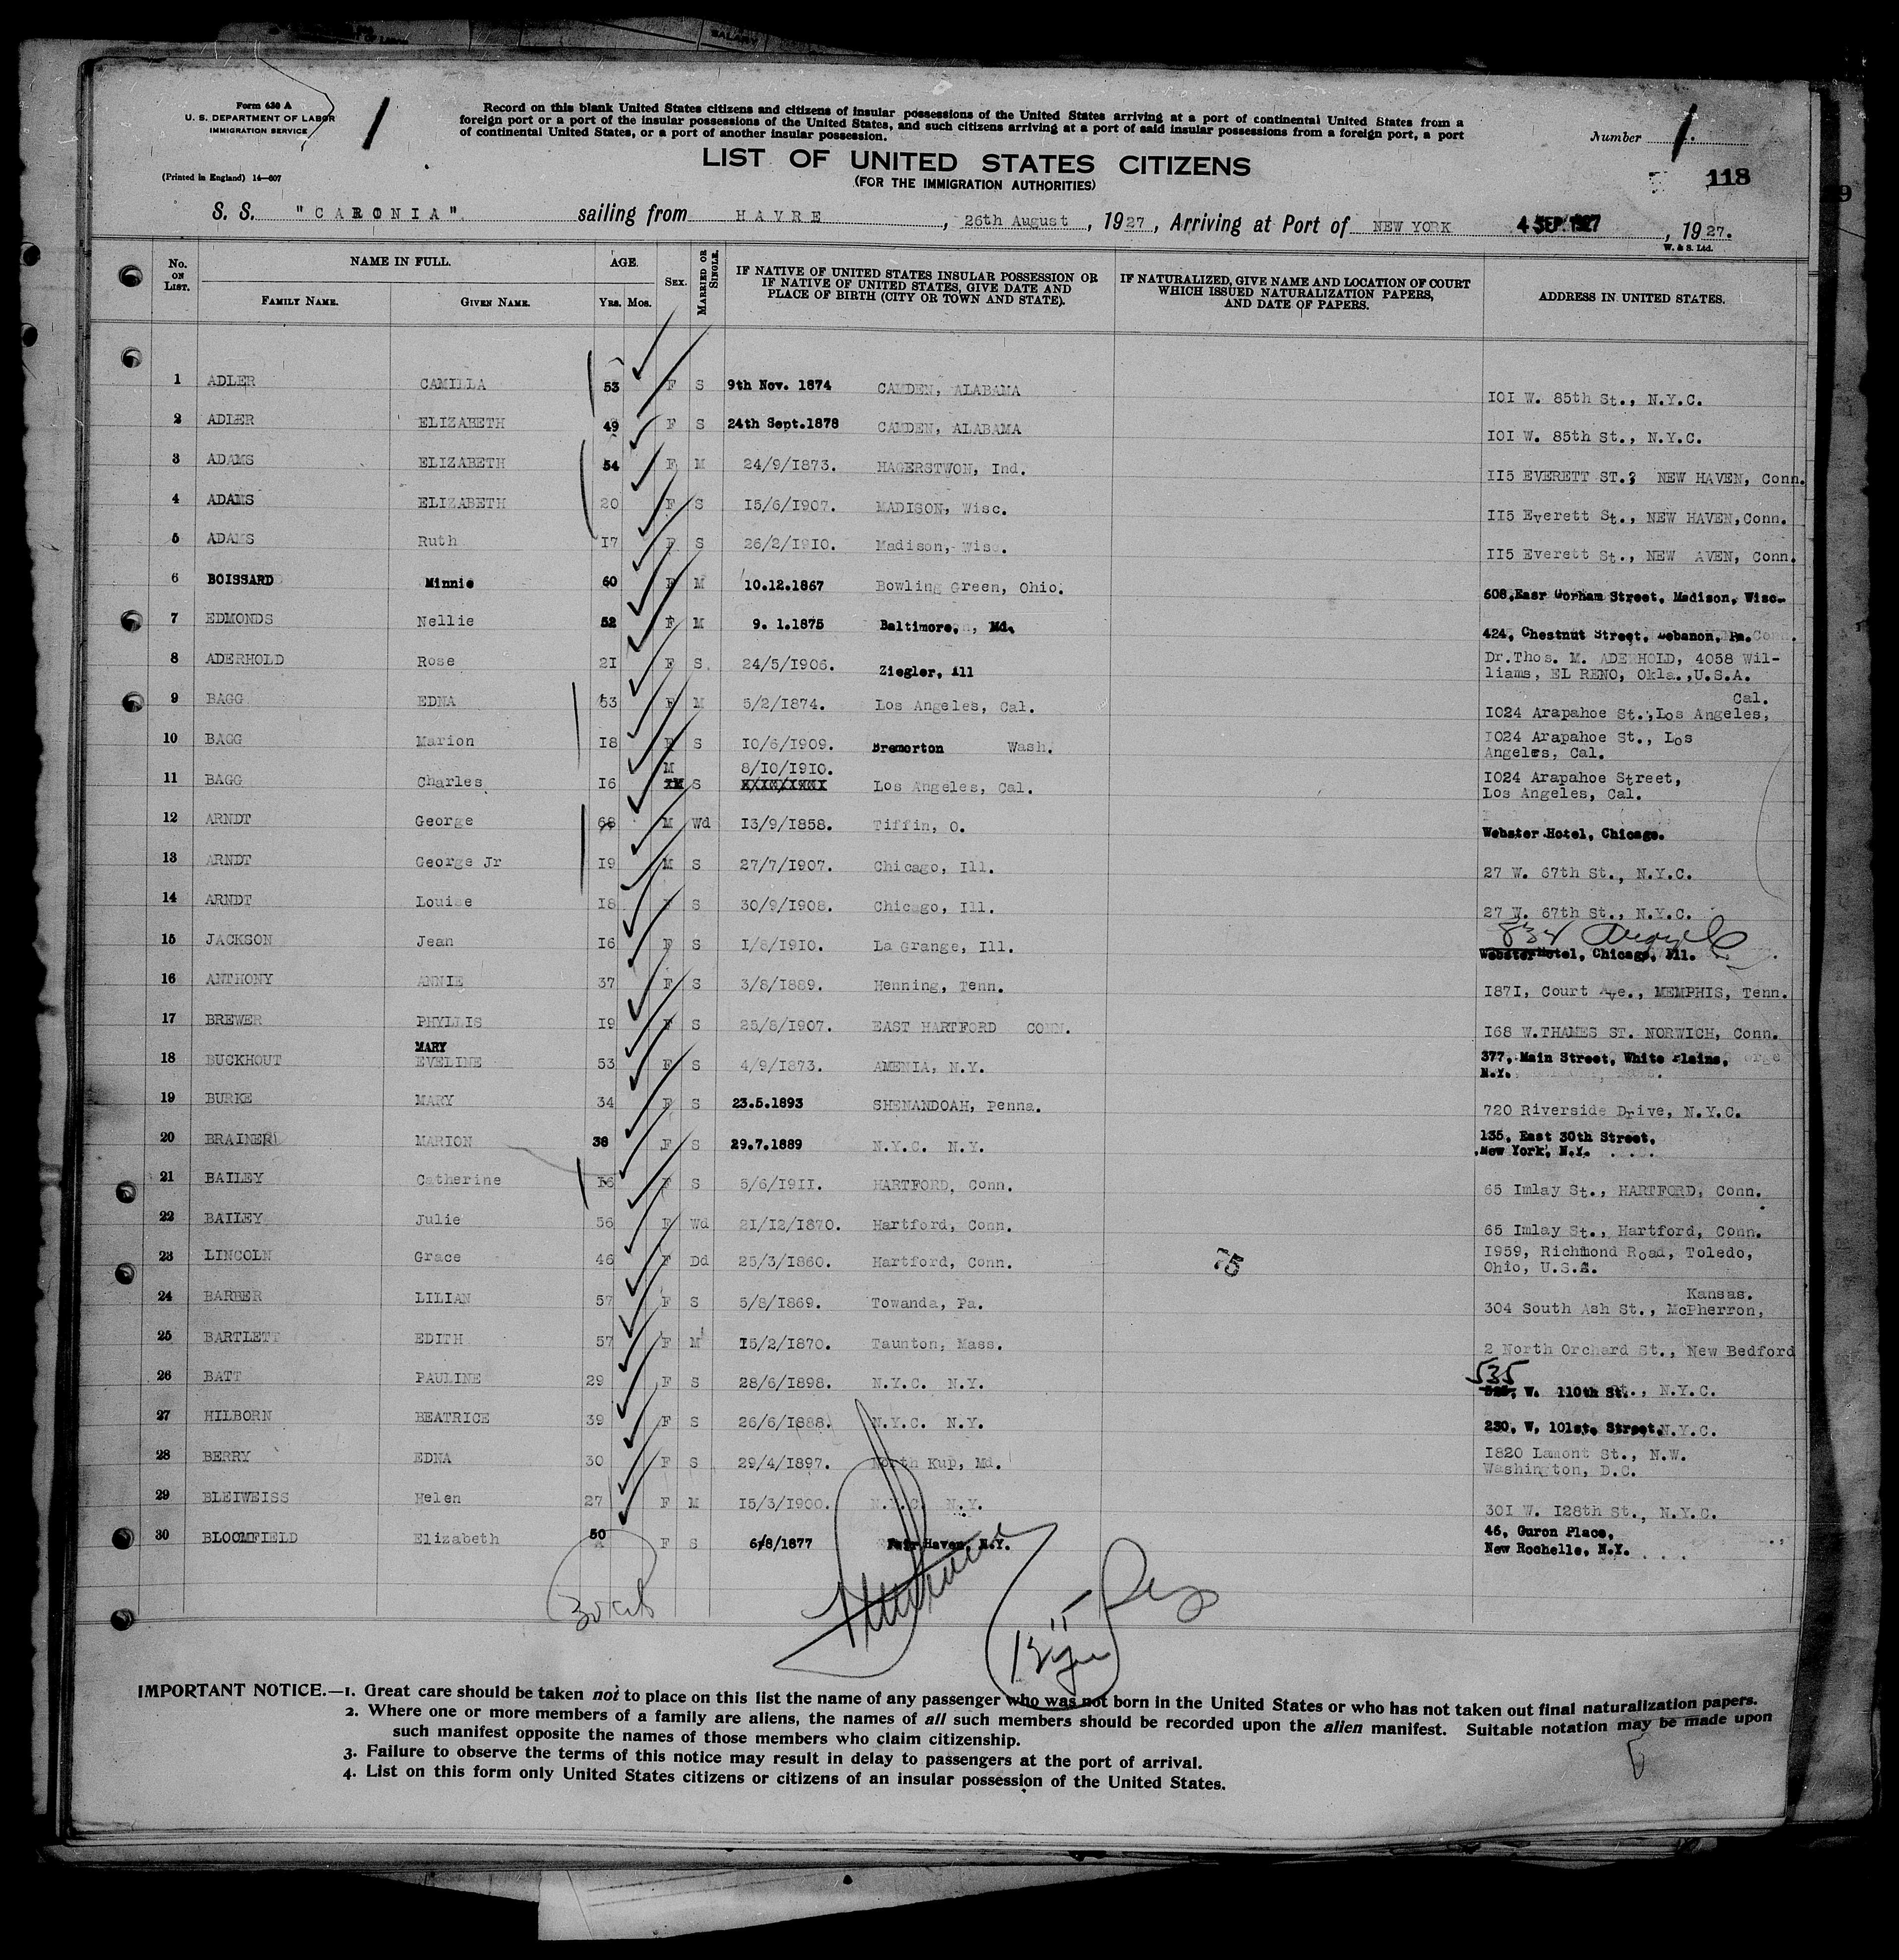 Form 630 A
U. S. DEPARTMENT OF LABOR
IMMIGRATION SERVICE
(Printed in England) 14—607
Record on this blank United States citizens and citizens of insular possessions of the United States arriving at a port of continental United States from a
foreign port or a port of the insular possessions of the United States, and such citizens arriving at a port of said insular possessions from a foreign port, a port
of continental United States, or a port of another insular possession.
Number
LIST OF UNITED STATES CITIZENS
(FOR THE IMMIGRATION AUTHORITIES)
118
S. S. "CARONIA" sailing from HAVRE, 26th August, 1927, Arriving at Port of NEW YORK 4 SEP 1927, 1927.
W. & S. Ltd.
No. ON LIST. NAME IN FULL. AGE. SEX. MARRIED OR SINGLE. IF NATIVE OF UNITED STATES INSULAR POSSESSION OR IF NATIVE OF UNITED STATES, GIVE DATE AND PLACE OF BIRTH (CITY OR TOWN AND STATE). IF NATURALIZED, GIVE NAME AND LOCATION OF COURT WHICH ISSUED NATURALIZATION PAPERS, AND DATE OF PAPERS. ADDRESS IN UNITED STATES.
FAMILY NAME. GIVEN NAME. YRS. MOS.
1 ADLER CAMILLA 53 F S 9th Nov. 1874 CAMDEN, ALABAMA 101 W. 85th St., N.Y.C.
2 ADLER ELIZABETH 49 F S 24th Sept.1878 CAMDEN, ALABAMA 101 W. 85th St., N.Y.C.
3 ADAMS ELIZABETH 54 F M 24/9/1873. HAGERSTWON, Ind. 115 EVERETT ST., NEW HAVEN, Conn.
4 ADAMS ELIZABETH 20 F S 15/6/1907. MADISON, Wisc. 115 Everett St., NEW HAVEN, Conn.
5 ADAMS Ruth 17 F S 26/2/1910. Madison, Wisc. 115 Everett St., NEW AVEN, Conn.
6 BOISSARD Minnie 60 F M 10.12.1867 Bowling Green, Ohio. 608, Easr Gorham Street, Madison, Wisc.
7 EDMONDS Nellie 52 F M 9. 1.1875 Baltimore, Md. 424, Chestnut Street, Lebanon, Pa.
8 ADERHOLD Rose 21 F S 24/5/1906. Ziegler, Ill Dr.Thos. M. ADERHOLD, 4058 Wil-
liams, EL RENO, Okla., U.S.A.
9 BAGG EDNA 53 F M 5/2/1874. Los Angeles, Cal. 1024 Arapahoe St., Los Angeles, Cal.
10 BAGG Marion 18 F S 10/6/1909. Bremerton Wash. 1024 Arapahoe St., Los
Angeles, Cal.
11 BAGG Charles 16 M S 8/10/1910. Los Angeles, Cal. 1024 Arapahoe Street,
Los Angeles, Cal.
12 ARNDT George 68 M Wd 13/9/1858. Tiffin, O. Webster Hotel, Chicago.
13 ARNDT George Jr 19 M S 27/7/1907. Chicago, Ill. 27 W. 67th St., N.Y.C.
14 ARNDT Louise 18 F S 30/9/1908. Chicago, Ill. 27 W. 67th St., N.Y.C.
15 JACKSON Jean 16 F S 1/8/1910. La Grange, Ill. Webster Hotel, Chicago, Ill.
16 ANTHONY ANNIE 37 F S 3/8/1889. Henning, Tenn. 1871, Court Ave., MEMPHIS, Tenn.
17 BREWER PHYLLIS 19 F S 25/8/1907. EAST HARTFORD CONN. 168 W.THAMES ST. NORWICH, Conn.
18 BUCKHOUT MARY EVELINE 53 F S 4/9/1873. AMENIA, N.Y. 377, Main Street, White Plains,
N.Y.
19 BURKE MARY 34 F S 23.5.1893 SHENANDOAH, Penna. 720 Riverside Drive, N.Y.C.
20 BRAINERD MARION 38 F S 29.7.1889 N.Y.C. N.Y. 135, East 30th Street,
New York, N.Y.
21 BAILEY Catherine 16 F S 5/6/1911. HARTFORD, Conn. 65 Imlay St., HARTFORD, Conn.
22 BAILEY Julie 56 F Wd 21/12/1870. Hartford, Conn. 65 Imlay St., Hartford, Conn.
23 LINCOLN Grace 46 F Dd 25/3/1860. Hartford, Conn. 75 1959, Richmond Road, Toledo,
Ohio, U.S.A.
24 BARBER LILIAN 57 F S 5/8/1869. Towanda, Pa. 304 South Ash St., McPherron, Kansas.
25 BARTLETT EDITH 57 F M 15/2/1870. Taunton, Mass. 2 North Orchard St., New Bedford
26 BATT PAULINE 29 F S 28/6/1898. N.Y.C. N.Y. 535 W. 110th St., N.Y.C.
27 HILBORN BEATRICE 39 F S 26/6/1888. N.Y.C. N.Y. 230, W. 101st. Street, N.Y.C.
28 BERRY EDNA 30 F S 29/4/1897. North Kup, Md. 1820 Lamont St., N.W.
Washington, D.C.
29 BLEIWEISS Helen 27 F M 15/3/1900. N.Y.C. N.Y. 301 W. 128th St., N.Y.C.
30 BLOOMFIELD Elizabeth 50 F S 6/8/1877 Fair Haven, N.Y. 46, Guron Place,
New Rochelle, N.Y.
IMPORTANT NOTICE.—1. Great care should be taken not to place on this list the name of any passenger who was not born in the United States or who has not taken out final naturalization papers.
2. Where one or more members of a family are aliens, the names of all such members should be recorded upon the alien manifest. Suitable notation may be made upon
such manifest opposite the names of those members who claim citizenship.
3. Failure to observe the terms of this notice may result in delay to passengers at the port of arrival.
4. List on this form only United States citizens or citizens of an insular possession of the United States.